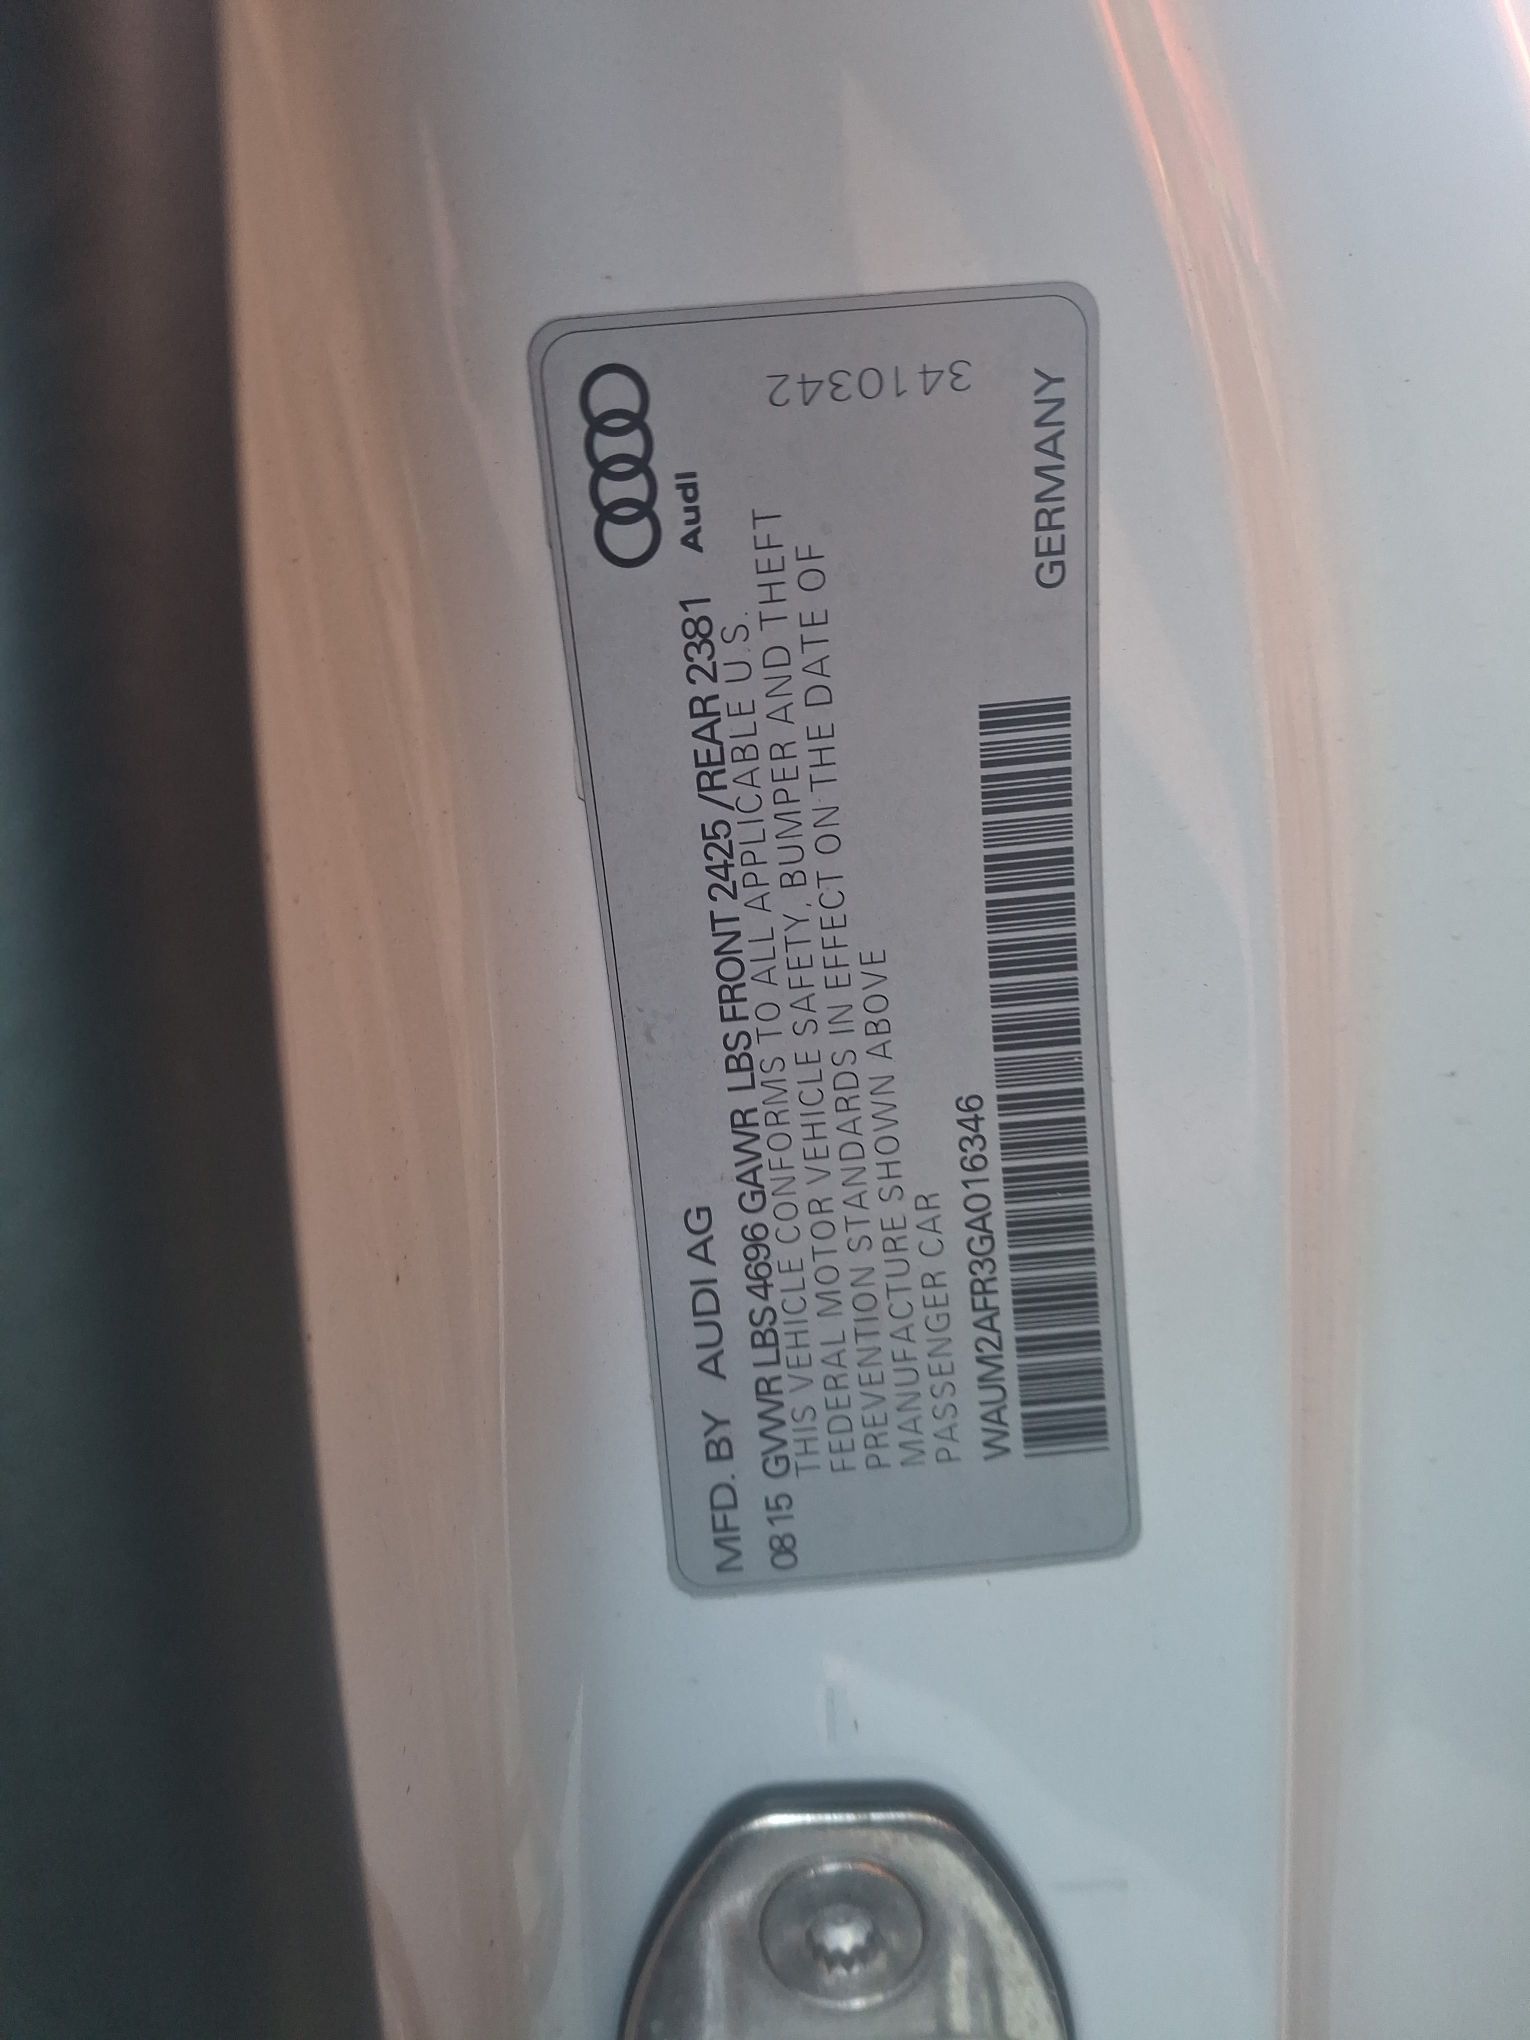 MFD. BY AUDI AG
Audi
08 15 GVWR LBS 4696 GAWR LBS FRONT 2425 /REAR 2381
THIS VEHICLE CONFORMS TO ALL APPLICABLE U.S.
FEDERAL MOTOR VEHICLE SAFETY, BUMPER AND THEFT
PREVENTION STANDARDS IN EFFECT ON THE DATE OF
MANUFACTURE SHOWN ABOVE
PASSENGER CAR
3410342
WAUM2AFR3GA016346
GERMANY